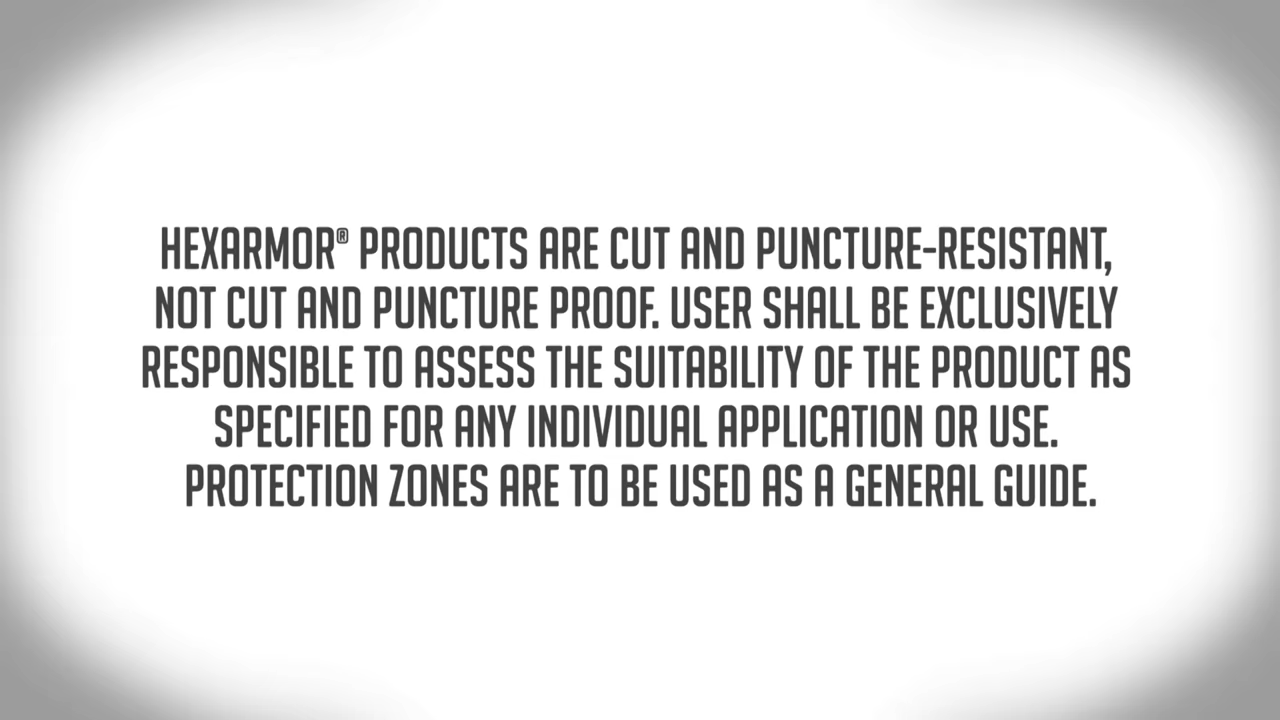 HEXARMOR® PRODUCTS ARE CUT AND PUNCTURE-RESISTANT,
NOT CUT AND PUNCTURE PROOF. USER SHALL BE EXCLUSIVELY
RESPONSIBLE TO ASSESS THE SUITABILITY OF THE PRODUCT AS
SPECIFIED FOR ANY INDIVIDUAL APPLICATION OR USE.
PROTECTION ZONES ARE TO BE USED AS A GENERAL GUIDE.